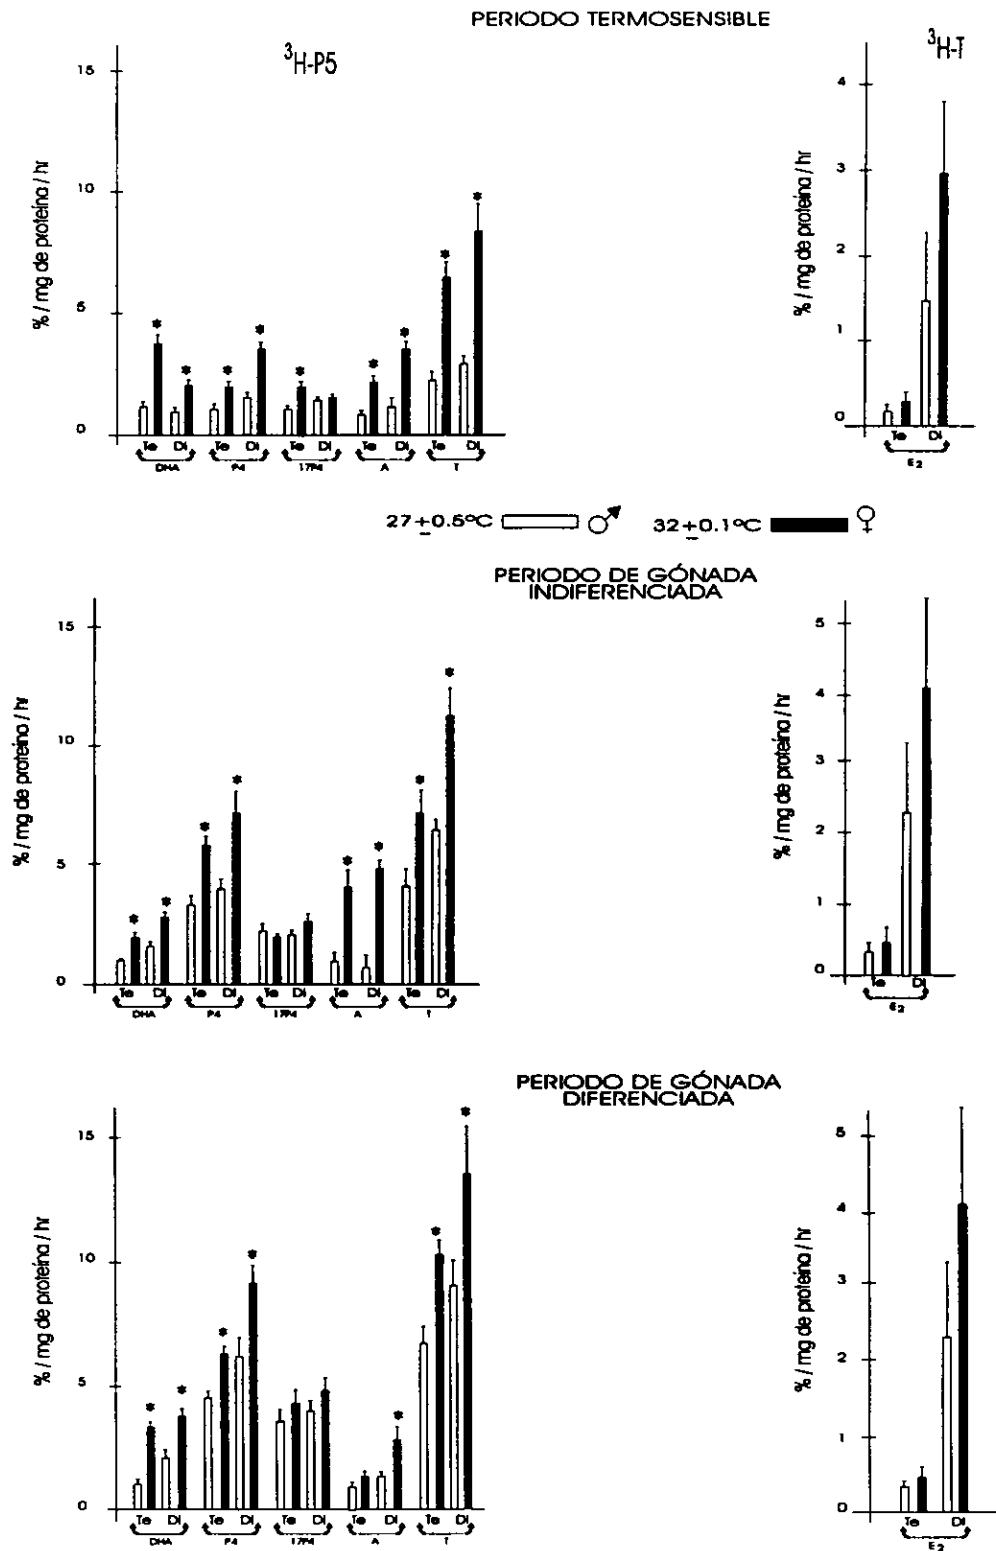 PERIODO TERMOSENSIBLE
³H-P5
³H-T
% / mg de proteína / hr
15
10
5
0
Te Di Te Di Te Di Te Di Te Di
DHA P4 17P4 A T
% / mg de proteína / hr
4
3
2
1
0
Te Di
E2
27±0.5ºC ♂ 32±0.1ºC ♀
PERIODO DE GÓNADA
INDIFERENCIADA
% / mg de proteína / hr
15
10
5
0
Te Di Te Di Te Di Te Di Te Di
DHA P4 17P4 A T
% / mg de proteína / hr
5
4
3
2
1
0
Te Di
E2
PERIODO DE GÓNADA
DIFERENCIADA
% / mg de proteína / hr
15
10
5
0
Te Di Te Di Te Di Te Di Te Di
DHA P4 17P4 A T
% / mg de proteína / hr
5
4
3
2
1
0
Te Di
E2